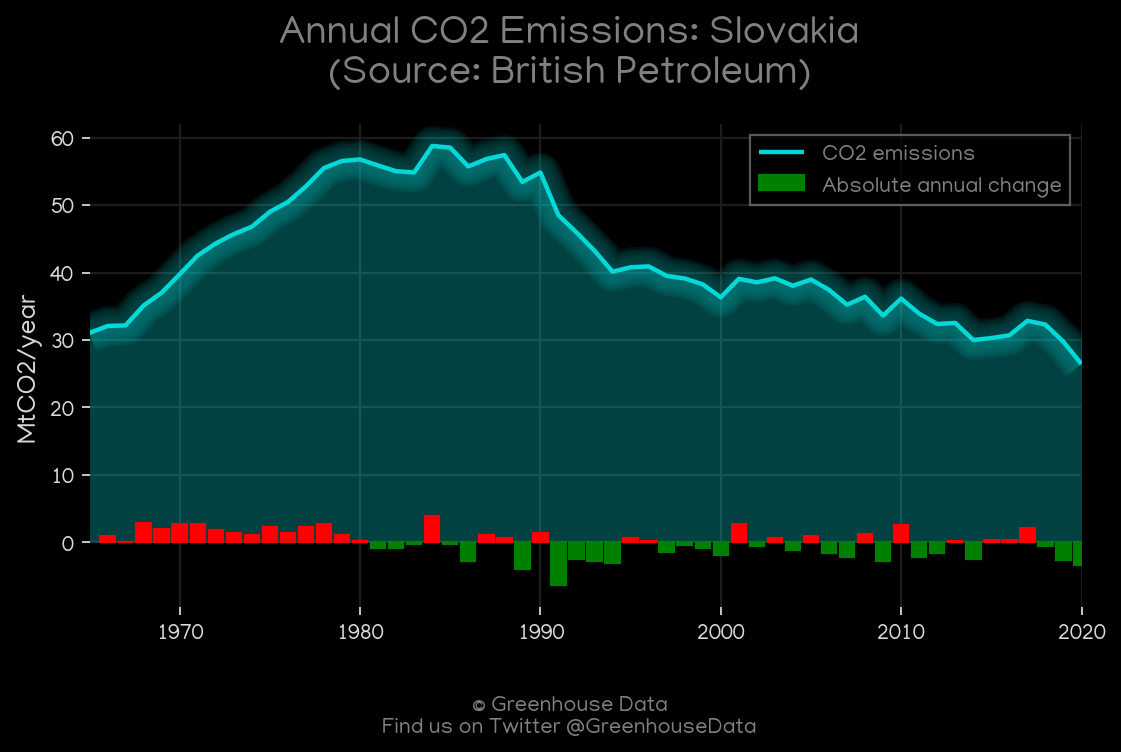 Annual CO2 Emissions: Slovakia
(Source: British Petroleum)
CO2 emissions
Absolute annual change
MtCO2/year
60
50
40
30
20
10
0
1970 1980 1990 2000 2010 2020
© Greenhouse Data
Find us on Twitter @GreenhouseData